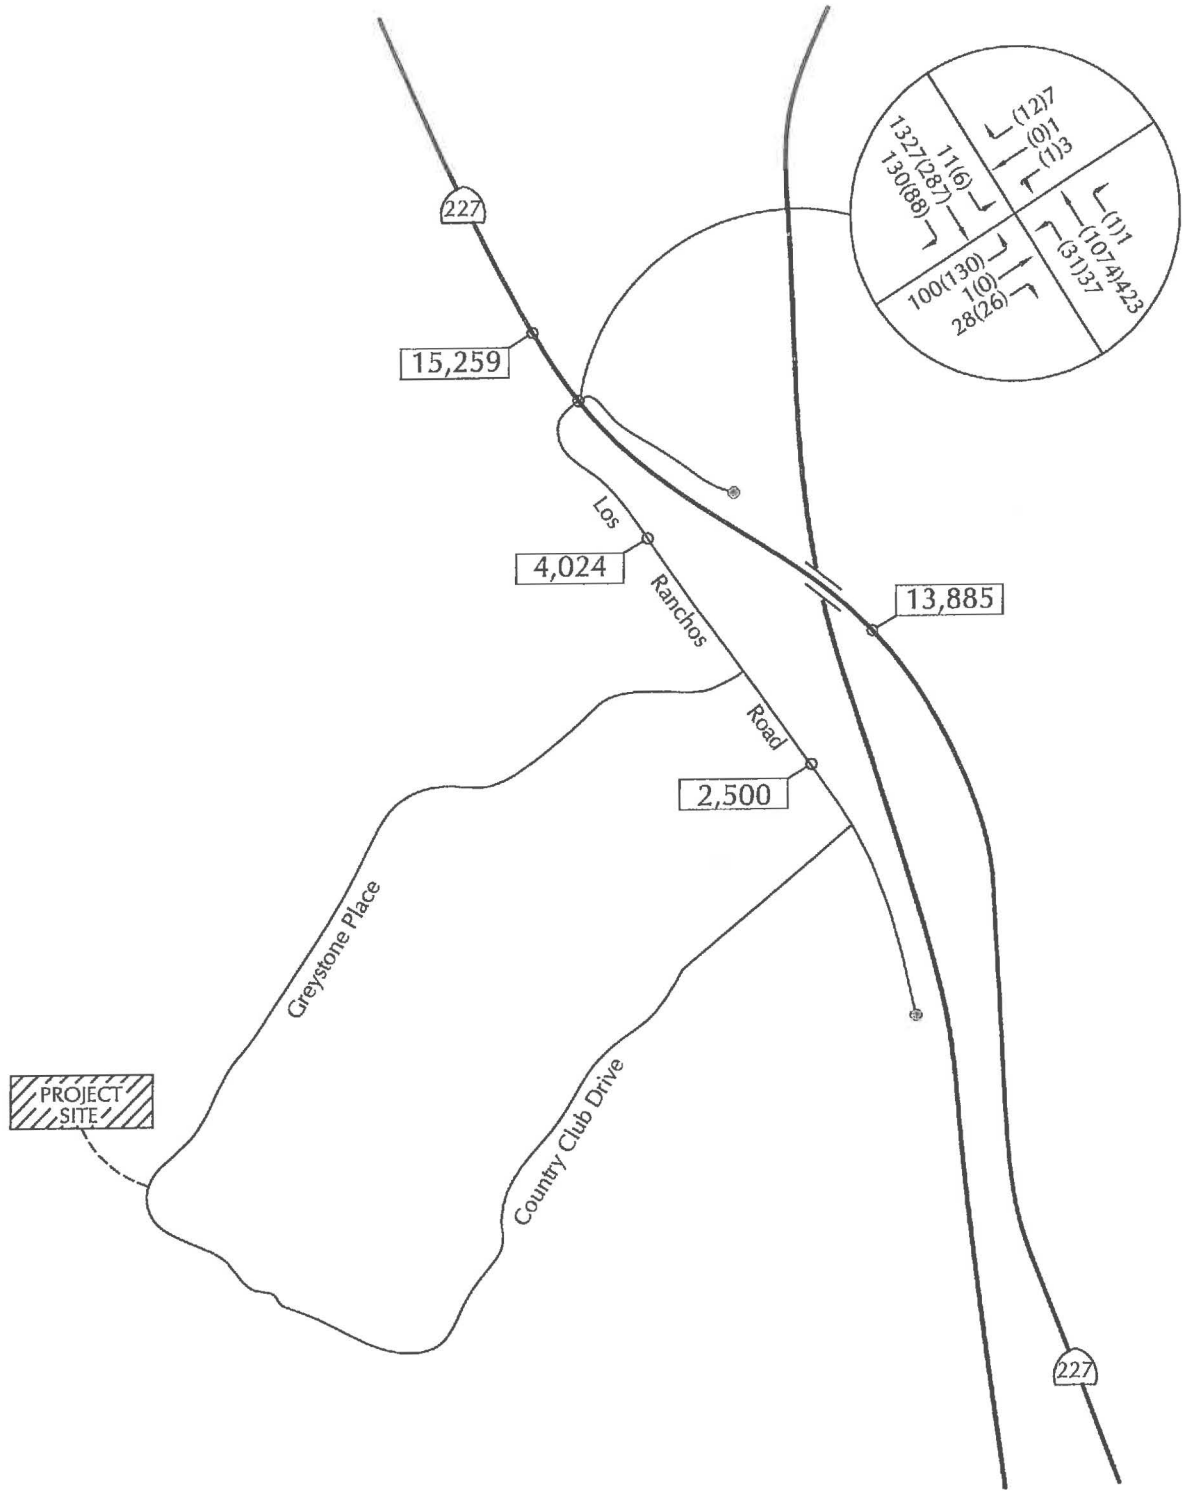 227
15,259
(12)7
(0)1
(1)3
11(6)
1327(287)
130(88)
(1)1
(1074)423
(31)37
100(130)
1(0)
28(26)
Los
Ranchos
Road
4,024
13,885
2,500
Greystone Place
Country Club Drive
PROJECT
SITE
227